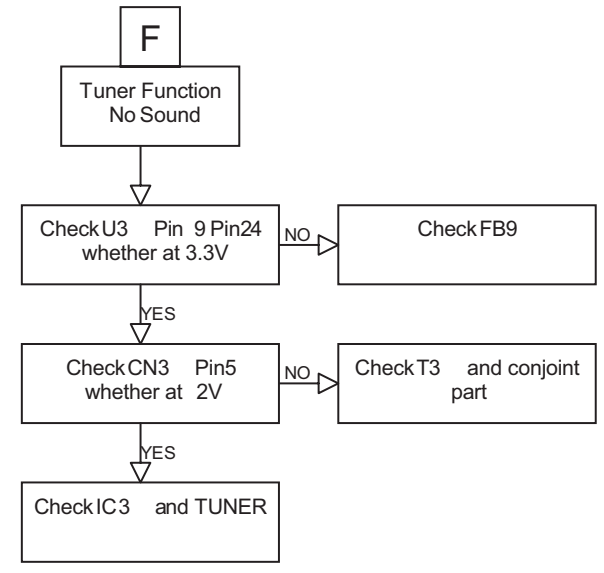 F
Tuner Function
No Sound
Check U3 Pin 9 Pin24
whether at 3.3V
NO
Check FB9
YES
Check CN3 Pin5
whether at 2V
NO
Check T3 and conjoint
part
YES
Check IC3 and TUNER